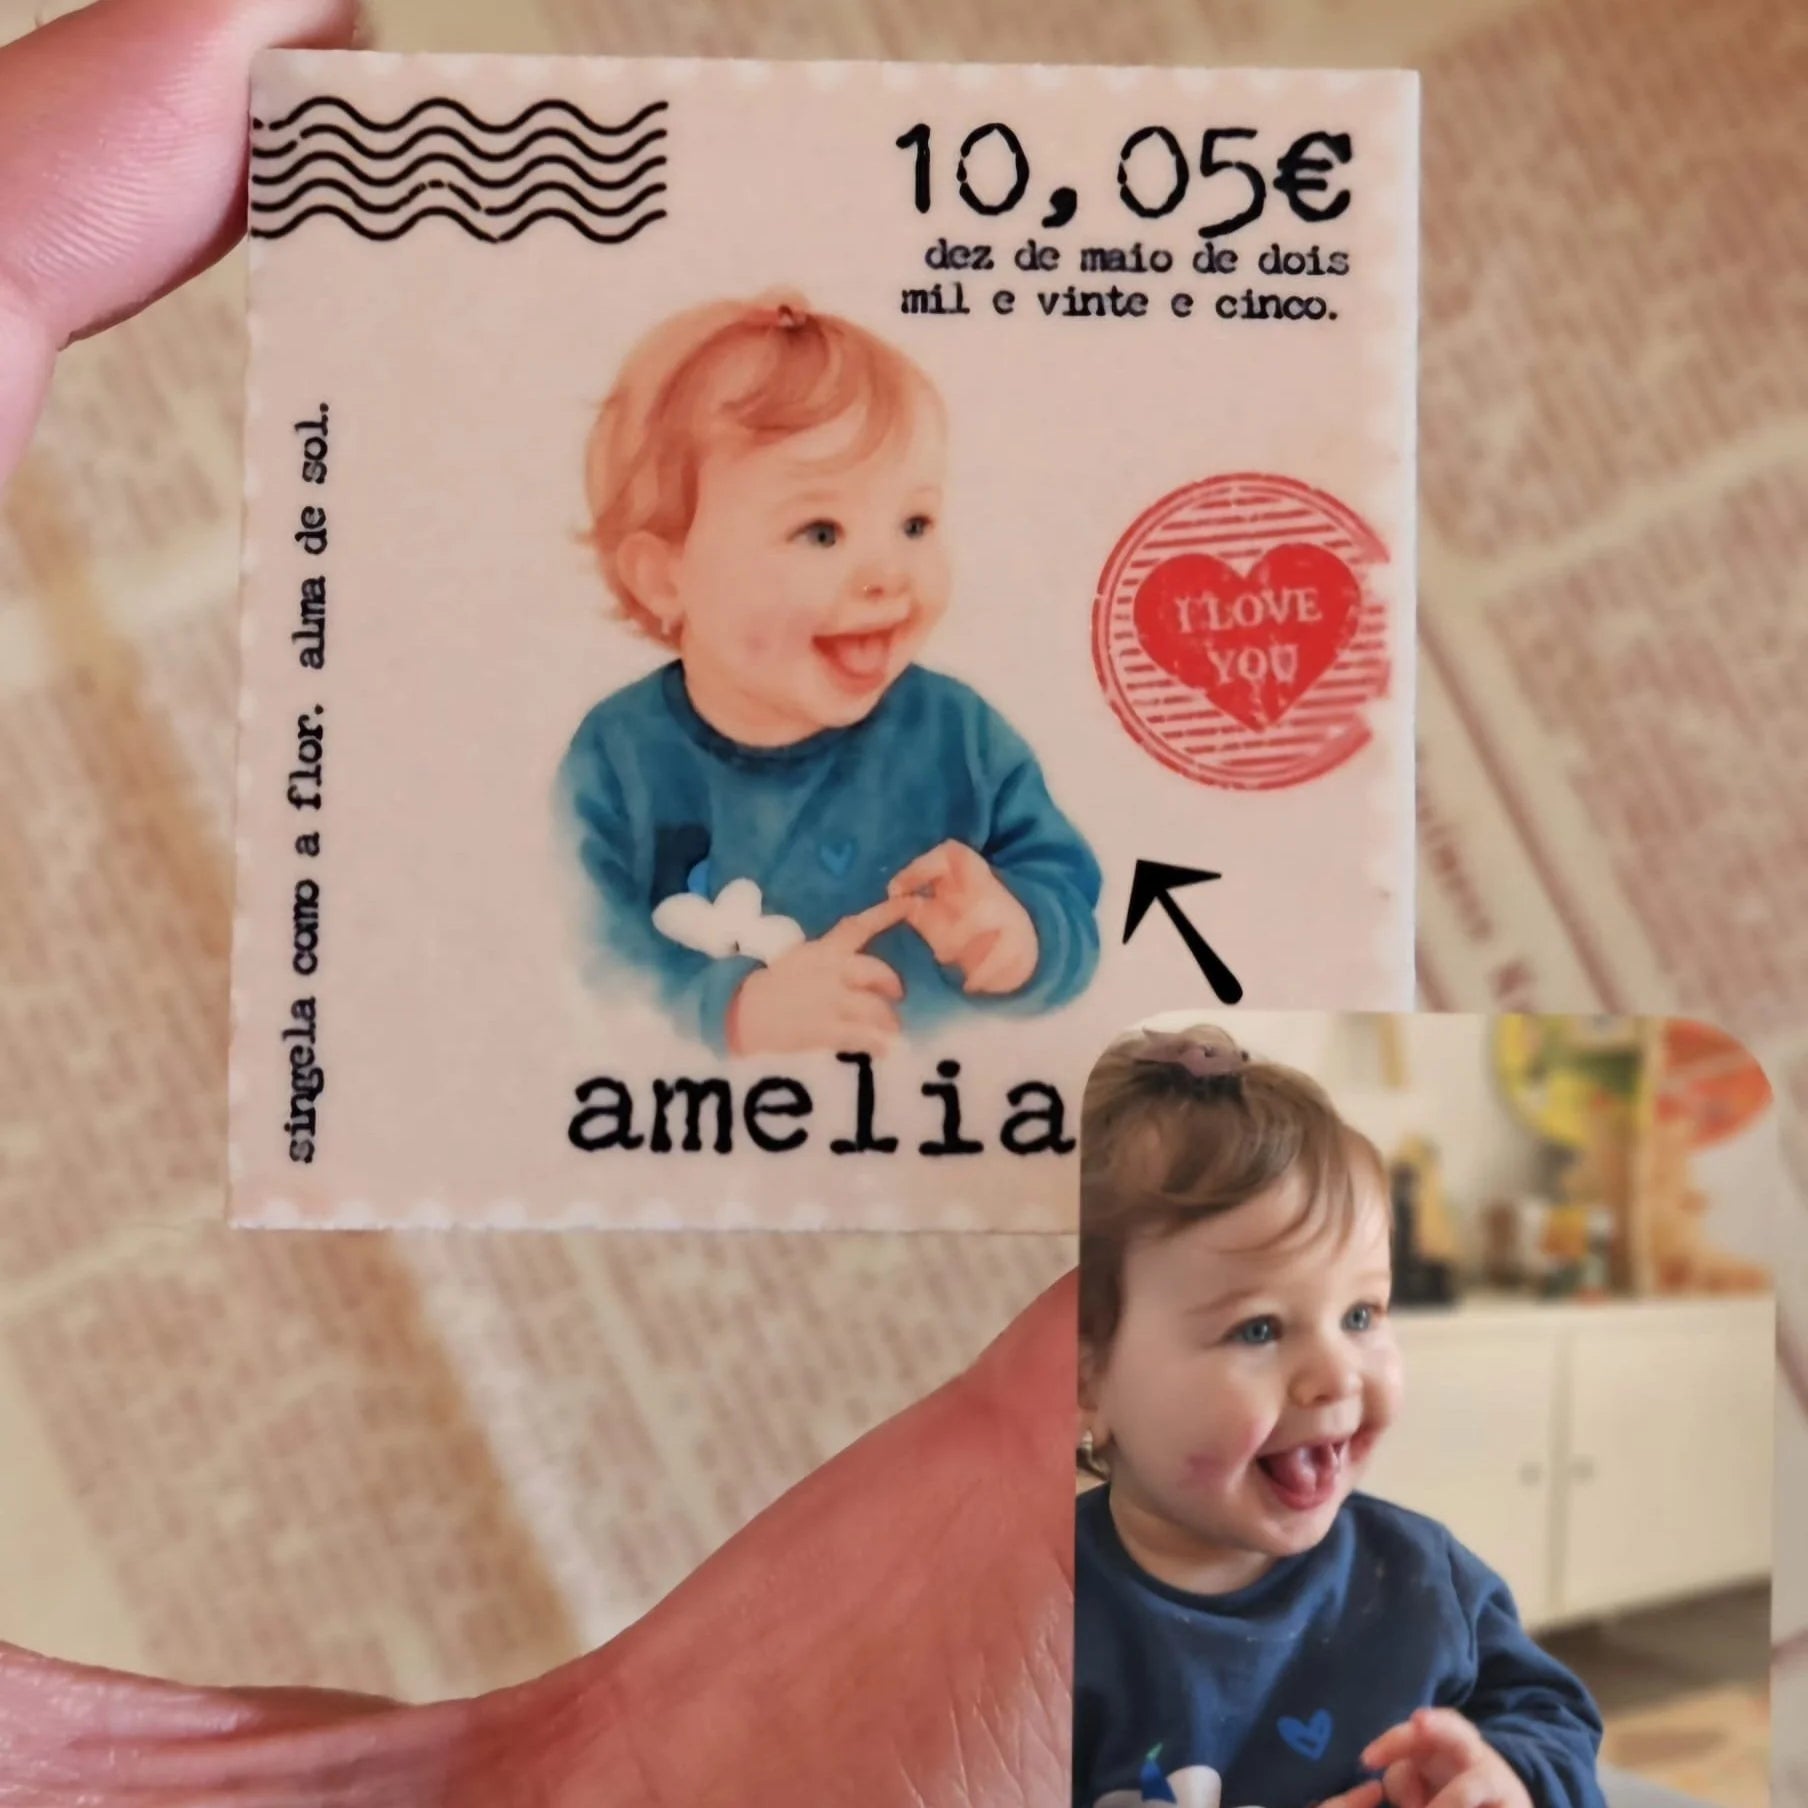 10,05€
dez de maio de dois
mil e vinte e cinco.
singela como a flor. alma de sol.
I LOVE
YOU
amelia